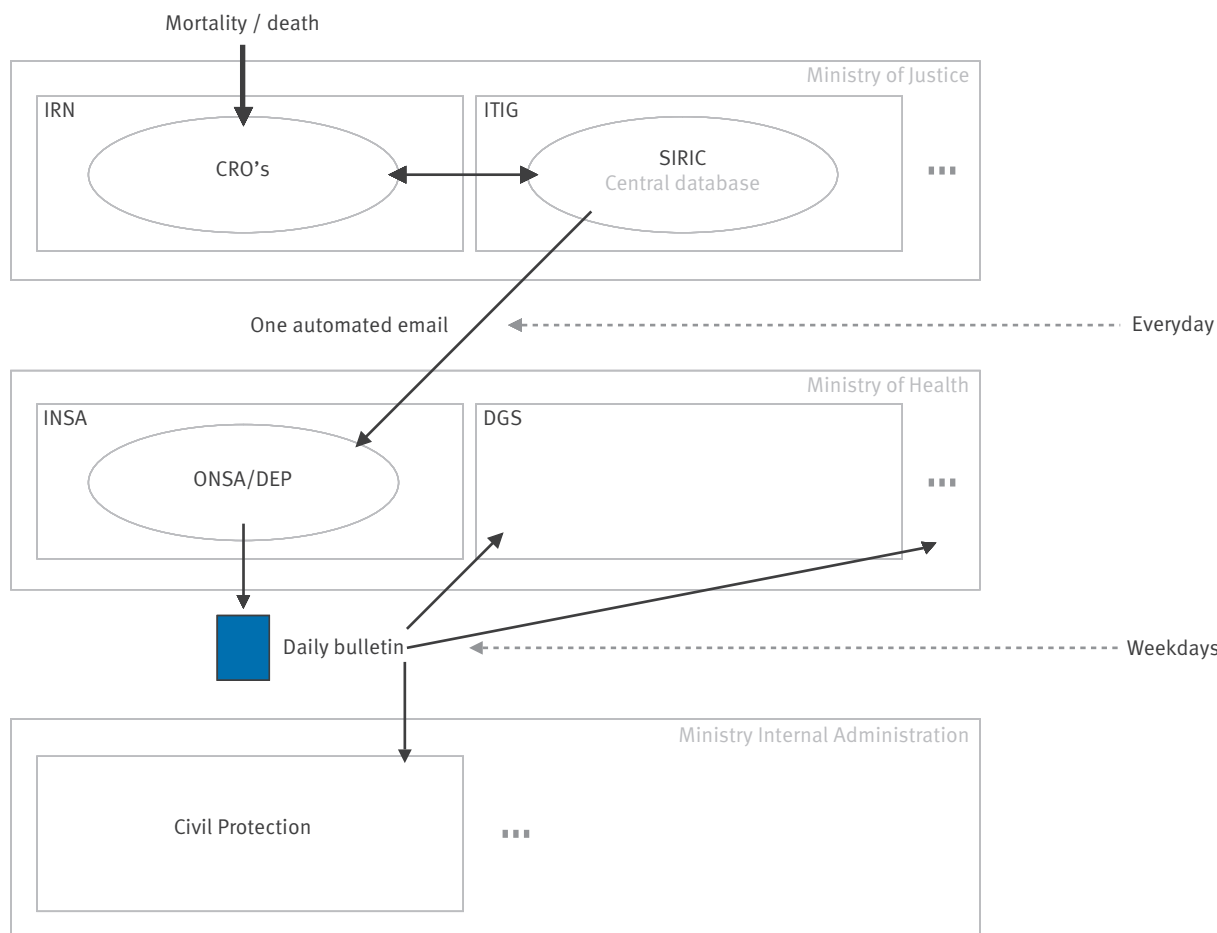 Mortality / death
Ministry of Justice
IRN
ITIG
CRO's
SIRIC
Central database
One automated email
Everyday
Ministry of Health
INSA
DGS
ONSA/DEP
Daily bulletin
Weekdays
Ministry Internal Administration
Civil Protection